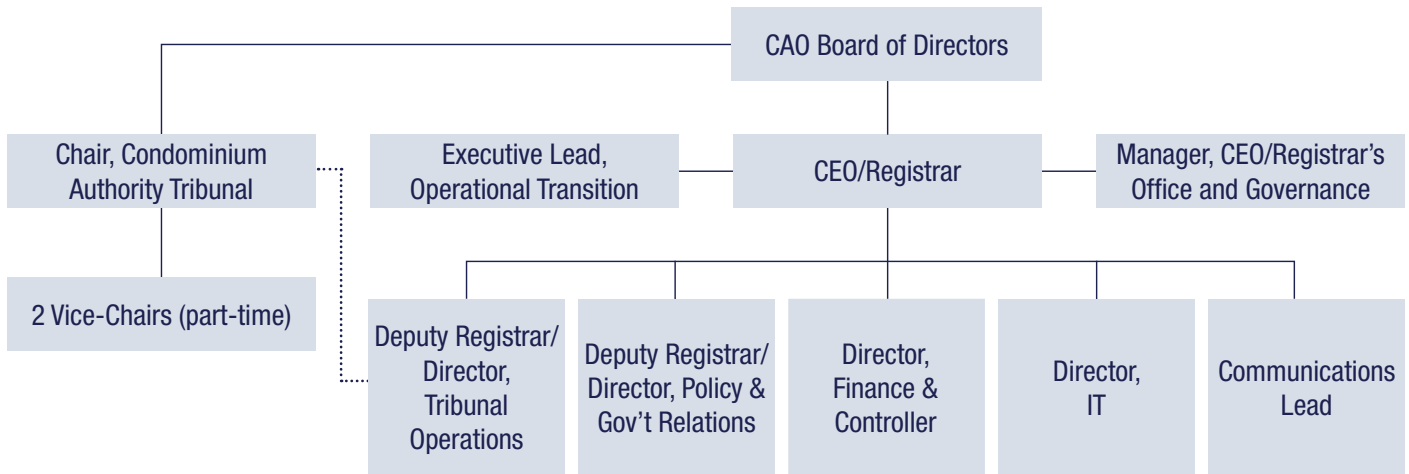 CAO Board of Directors
Chair, Condominium
Authority Tribunal
Executive Lead,
Operational Transition
CEO/Registrar
Manager, CEO/Registrar’s
Office and Governance
2 Vice-Chairs (part-time)
Deputy Registrar/
Director,
Tribunal
Operations
Deputy Registrar/
Director, Policy &
Gov’t Relations
Director,
Finance &
Controller
Director,
IT
Communications
Lead